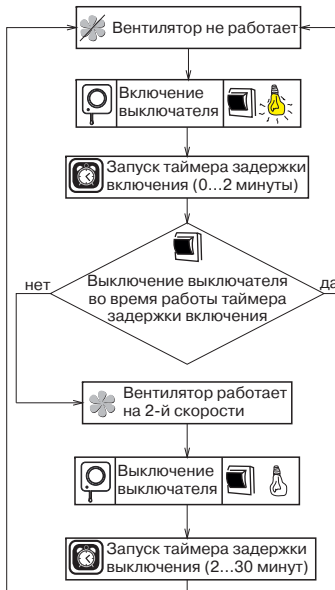 Вентилятор не работает
Включение
выключателя
Запуск таймера задержки
включения (0...2 минуты)
нет
да
Выключение выключателя
во время работы таймера
задержки включения
Вентилятор работает
на 2-й скорости
Выключение
выключателя
Запуск таймера задержки
выключения (2...30 минут)